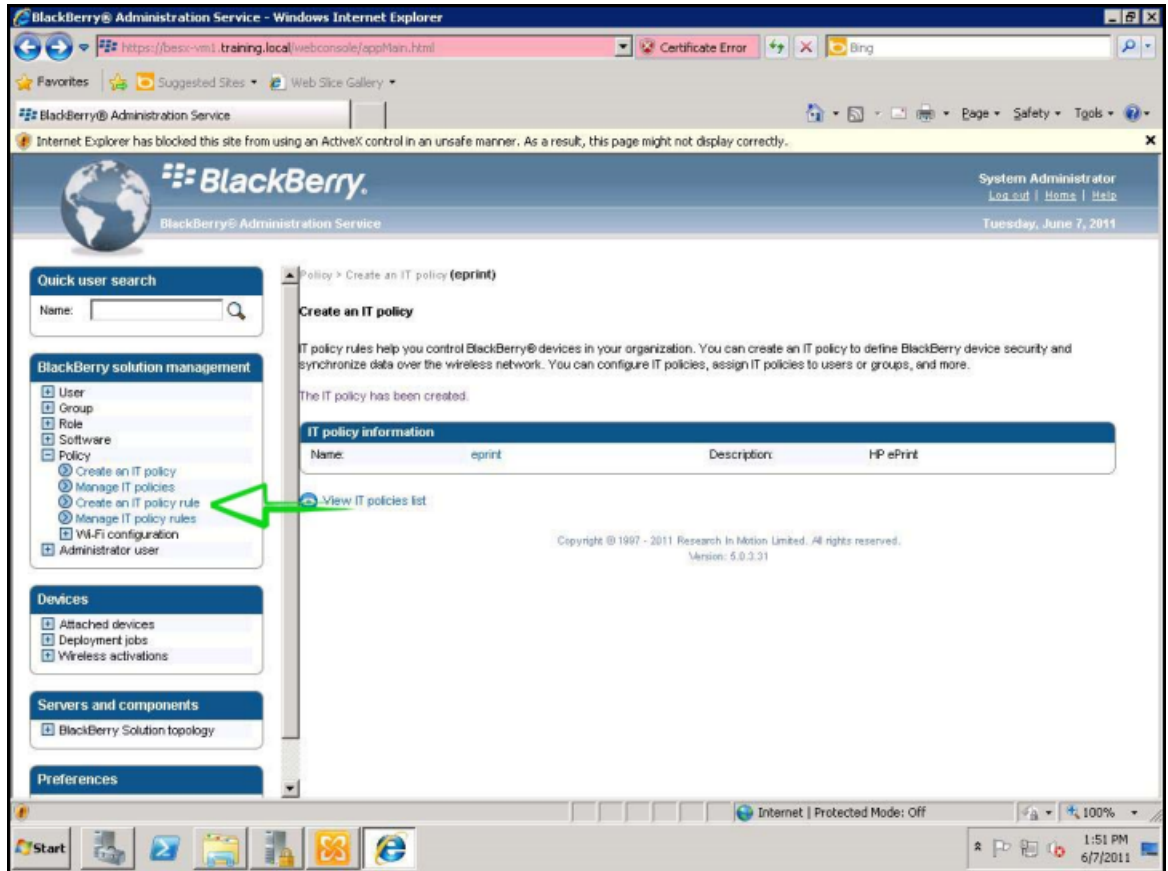 BlackBerry® Administration Service - Windows Internet Explorer
https://besx-vm1.training.local/webconsole/appMain.html
Certificate Error
Bing
Favorites
Suggested Sites
Web Slice Gallery
BlackBerry® Administration Service
Page
Safety
Tools
Internet Explorer has blocked this site from using an ActiveX control in an unsafe manner. As a result, this page might not display correctly.
BlackBerry.
BlackBerry® Administration Service
System Administrator
Log out | Home | Help
Tuesday, June 7, 2011
Quick user search
Name:
BlackBerry solution management
User
Group
Role
Software
Policy
Create an IT policy
Manage IT policies
Create an IT policy rule
Manage IT policy rules
Wi-Fi configuration
Administrator user
Devices
Attached devices
Deployment jobs
Wireless activations
Servers and components
BlackBerry Solution topology
Preferences
Policy > Create an IT policy (eprint)
Create an IT policy
IT policy rules help you control BlackBerry® devices in your organization. You can create an IT policy to define BlackBerry device security and
synchronize data over the wireless network. You can configure IT policies, assign IT policies to users or groups, and more.
The IT policy has been created.
IT policy information
Name: eprint Description: HP ePrint
View IT policies list
Copyright © 1997 - 2011 Research In Motion Limited. All rights reserved.
Version: 5.0.3.31
Internet | Protected Mode: Off
100%
Start
1:51 PM
6/7/2011